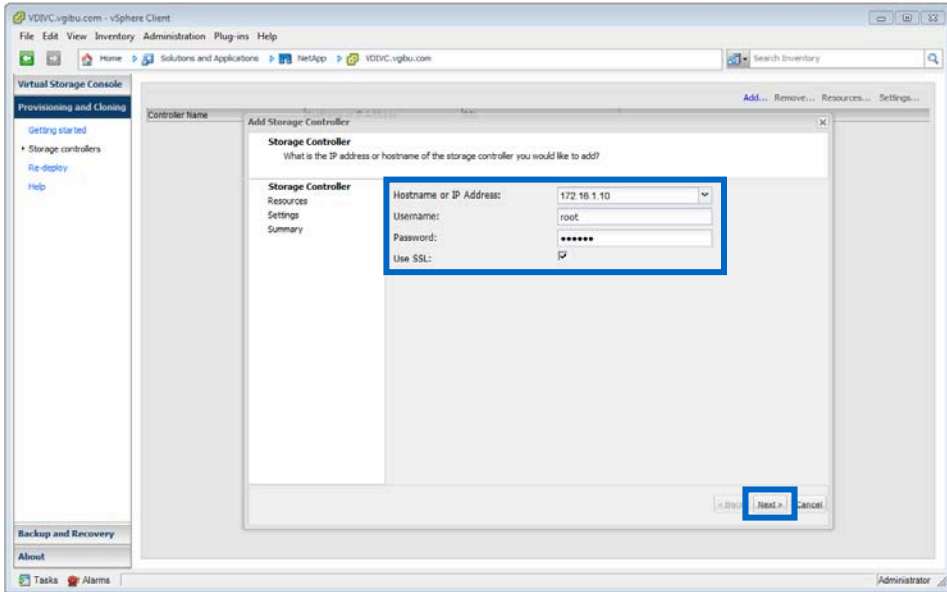 VDIVC.vgibu.com - vSphere Client
File Edit View Inventory Administration Plug-ins Help
Home Solutions and Applications NetApp VDIVC.vgibu.com Search Inventory
Virtual Storage Console
Add... Remove... Resources... Settings...
Provisioning and Cloning
Controller Name
Getting started
Storage controllers
Re-deploy
Help
Add Storage Controller
Storage Controller
What is the IP address or hostname of the storage controller you would like to add?
Storage Controller
Resources
Settings
Summary
Hostname or IP Address: 172.16.1.10
Username: root
Password: ••••••
Use SSL:
< Back Next > Cancel
Backup and Recovery
About
Tasks Alarms Administrator